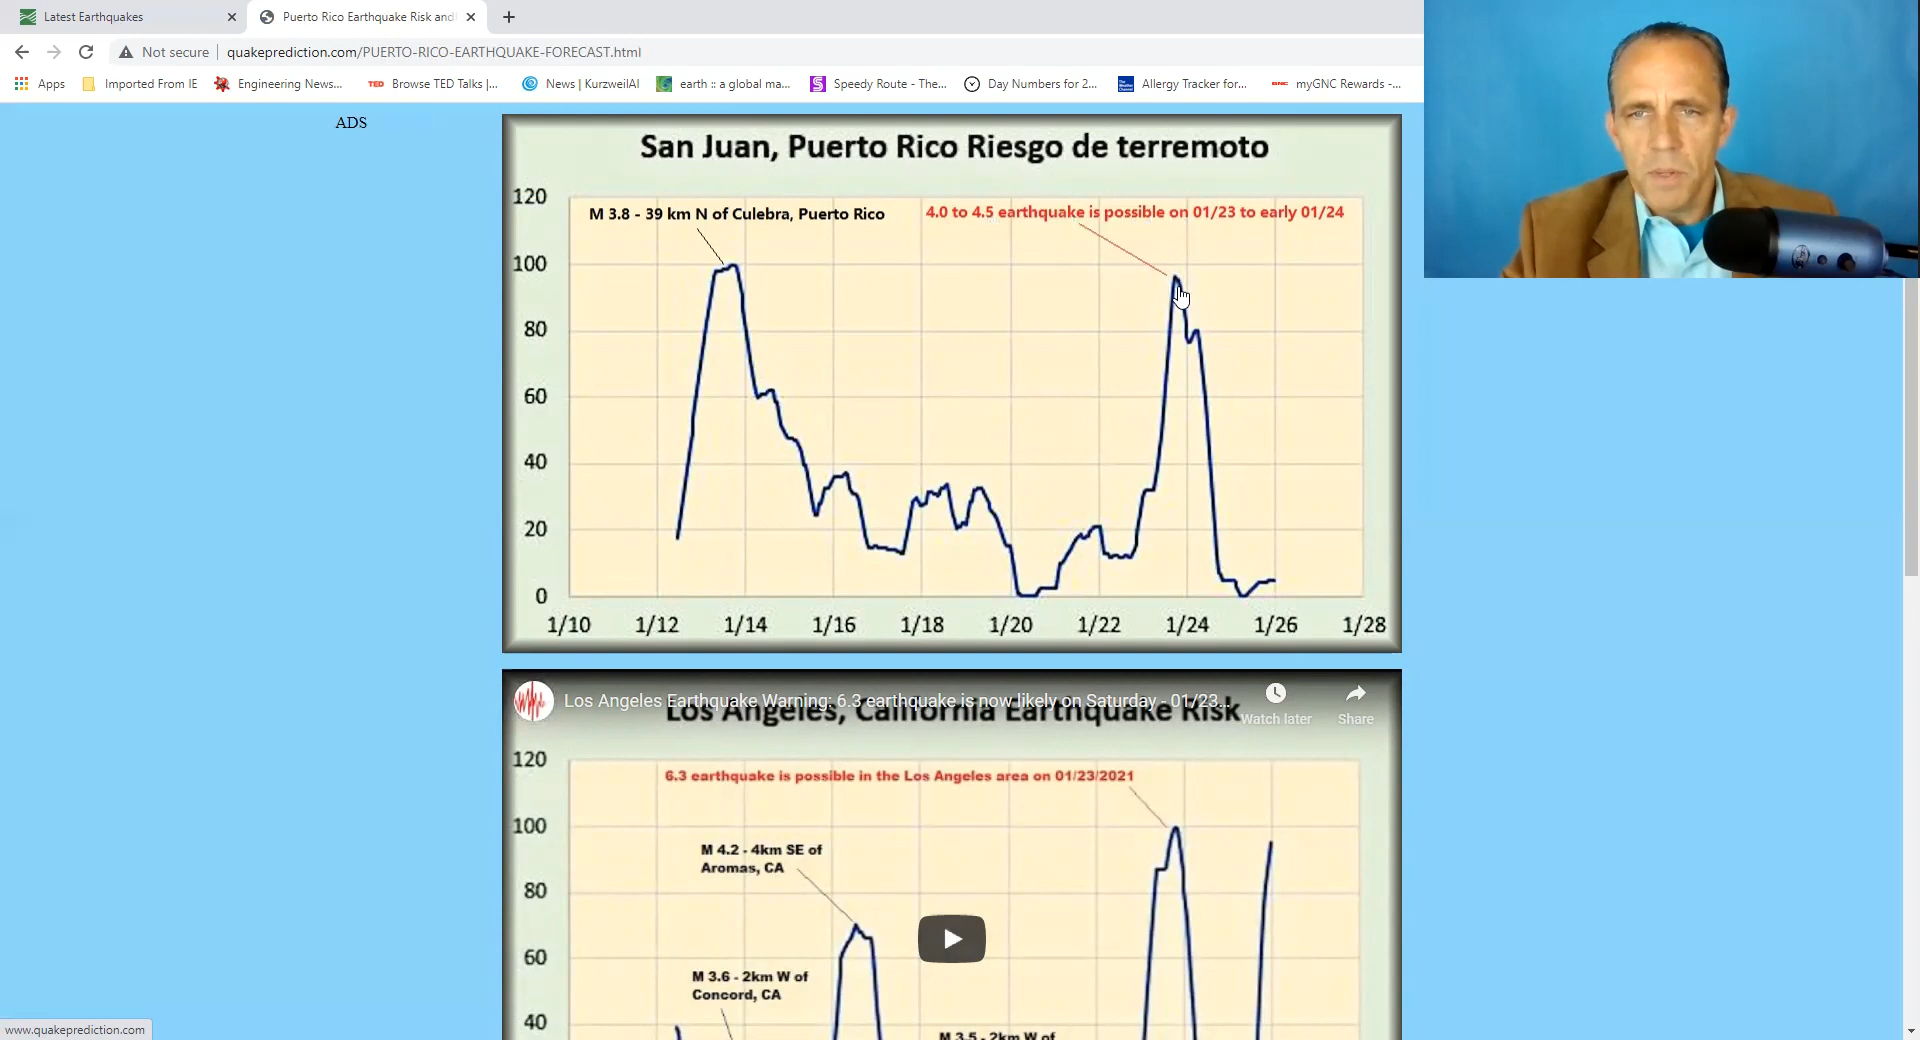 Latest Earthquakes
Puerto Rico Earthquake Risk and
Not secure
quakeprediction.com/PUERTO-RICO-EARTHQUAKE-FORECAST.html
Apps
Imported From IE
Engineering News...
TED
Browse TED Talks |...
News | KurzweilAI
earth :: a global ma...
Speedy Route - The...
Day Numbers for 2...
Allergy Tracker for...
GNC
myGNC Rewards -...
ADS
San Juan, Puerto Rico Riesgo de terremoto
120
M 3.8 - 39 km N of Culebra, Puerto Rico
4.0 to 4.5 earthquake is possible on 01/23 to early 01/24
100
80
60
40
20
0
1/10 1/12 1/14 1/16 1/18 1/20 1/22 1/24 1/26 1/28
Los Angeles Earthquake Warning: 6.3 earthquake is now likely on Saturday - 01/23...
Watch later
Share
Los Angeles, California Earthquake Risk
120
6.3 earthquake is possible in the Los Angeles area on 01/23/2021
100
M 4.2 - 4km SE of
Aromas, CA
80
60
M 3.6 - 2km W of
Concord, CA
40
M 3.5 - 2km W of
www.quakeprediction.com